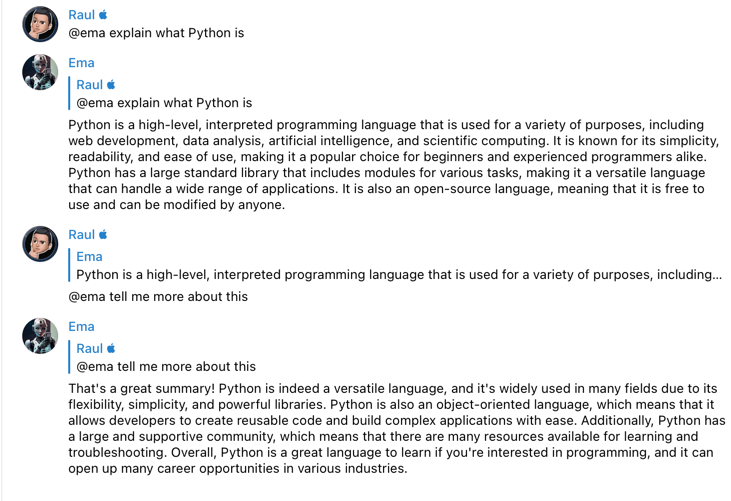 Raul 
@ema explain what Python is
Ema
Raul 
@ema explain what Python is
Python is a high-level, interpreted programming language that is used for a variety of purposes, including
web development, data analysis, artificial intelligence, and scientific computing. It is known for its simplicity,
readability, and ease of use, making it a popular choice for beginners and experienced programmers alike.
Python has a large standard library that includes modules for various tasks, making it a versatile language
that can handle a wide range of applications. It is also an open-source language, meaning that it is free to
use and can be modified by anyone.
Raul 
Ema
Python is a high-level, interpreted programming language that is used for a variety of purposes, including...
@ema tell me more about this
Ema
Raul 
@ema tell me more about this
That's a great summary! Python is indeed a versatile language, and it's widely used in many fields due to its
flexibility, simplicity, and powerful libraries. Python is also an object-oriented language, which means that it
allows developers to create reusable code and build complex applications with ease. Additionally, Python has
a large and supportive community, which means that there are many resources available for learning and
troubleshooting. Overall, Python is a great language to learn if you're interested in programming, and it can
open up many career opportunities in various industries.